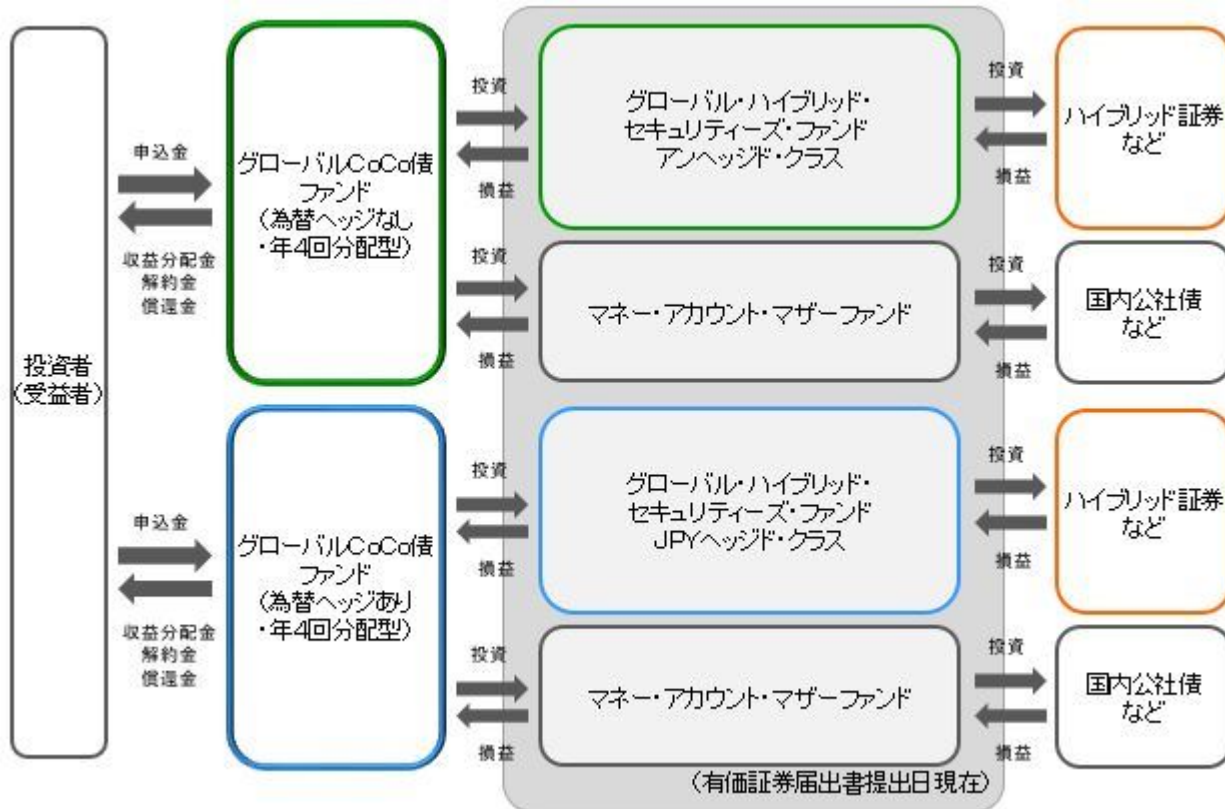 投資者
(受益者)
申込金
収益分配金
解約金
償還金
グローバルCoCo債
ファンド
(為替ヘッジなし
・年4回分配型)
投資
損益
グローバル・ハイブリッド・
セキュリティーズ・ファンド
アンヘッジド・クラス
投資
損益
ハイブリッド証券
など
投資
損益
マネー・アカウント・マザーファンド
投資
損益
国内公社債
など
申込金
収益分配金
解約金
償還金
グローバルCoCo債
ファンド
(為替ヘッジあり
・年4回分配型)
投資
損益
グローバル・ハイブリッド・
セキュリティーズ・ファンド
JPYヘッジド・クラス
投資
損益
ハイブリッド証券
など
投資
損益
マネー・アカウント・マザーファンド
投資
損益
国内公社債
など
(有価証券届出書提出日現在)